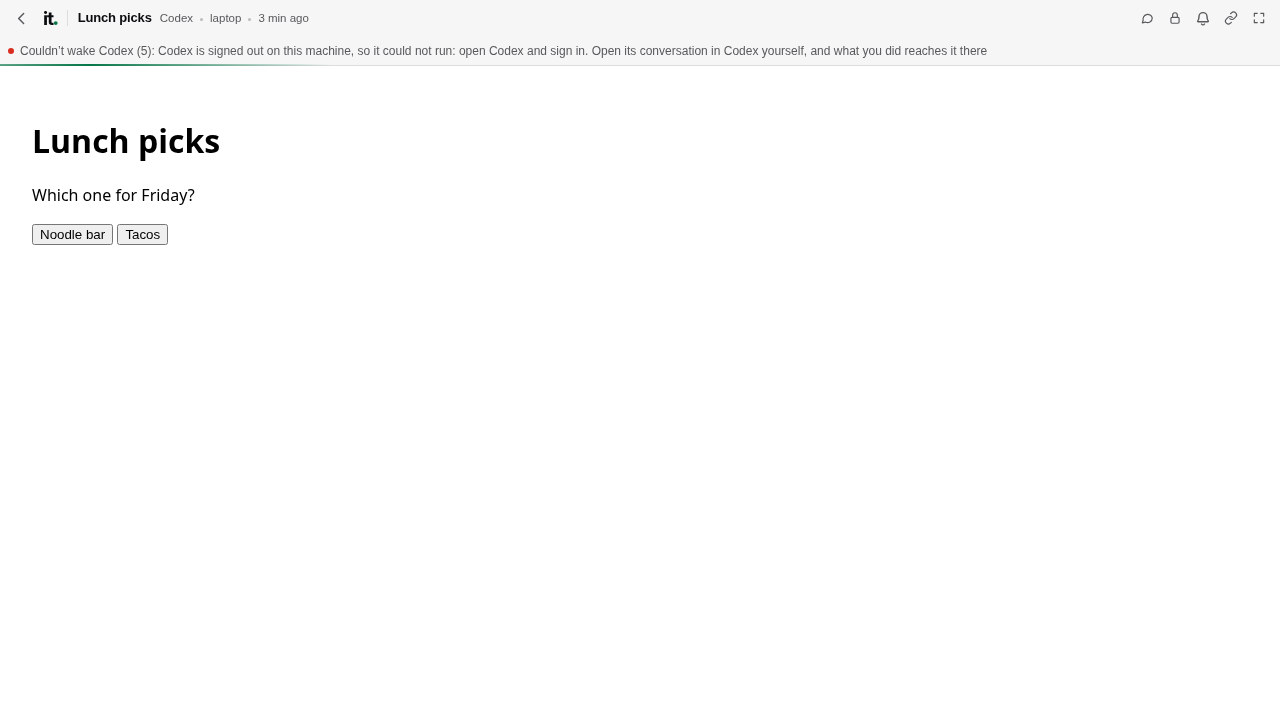 it. Lunch picks Codex • laptop • 3 min ago
Couldn't wake Codex (5): Codex is signed out on this machine, so it could not run: open Codex and sign in. Open its conversation in Codex yourself, and what you did reaches it there
Lunch picks
Which one for Friday?
Noodle bar Tacos